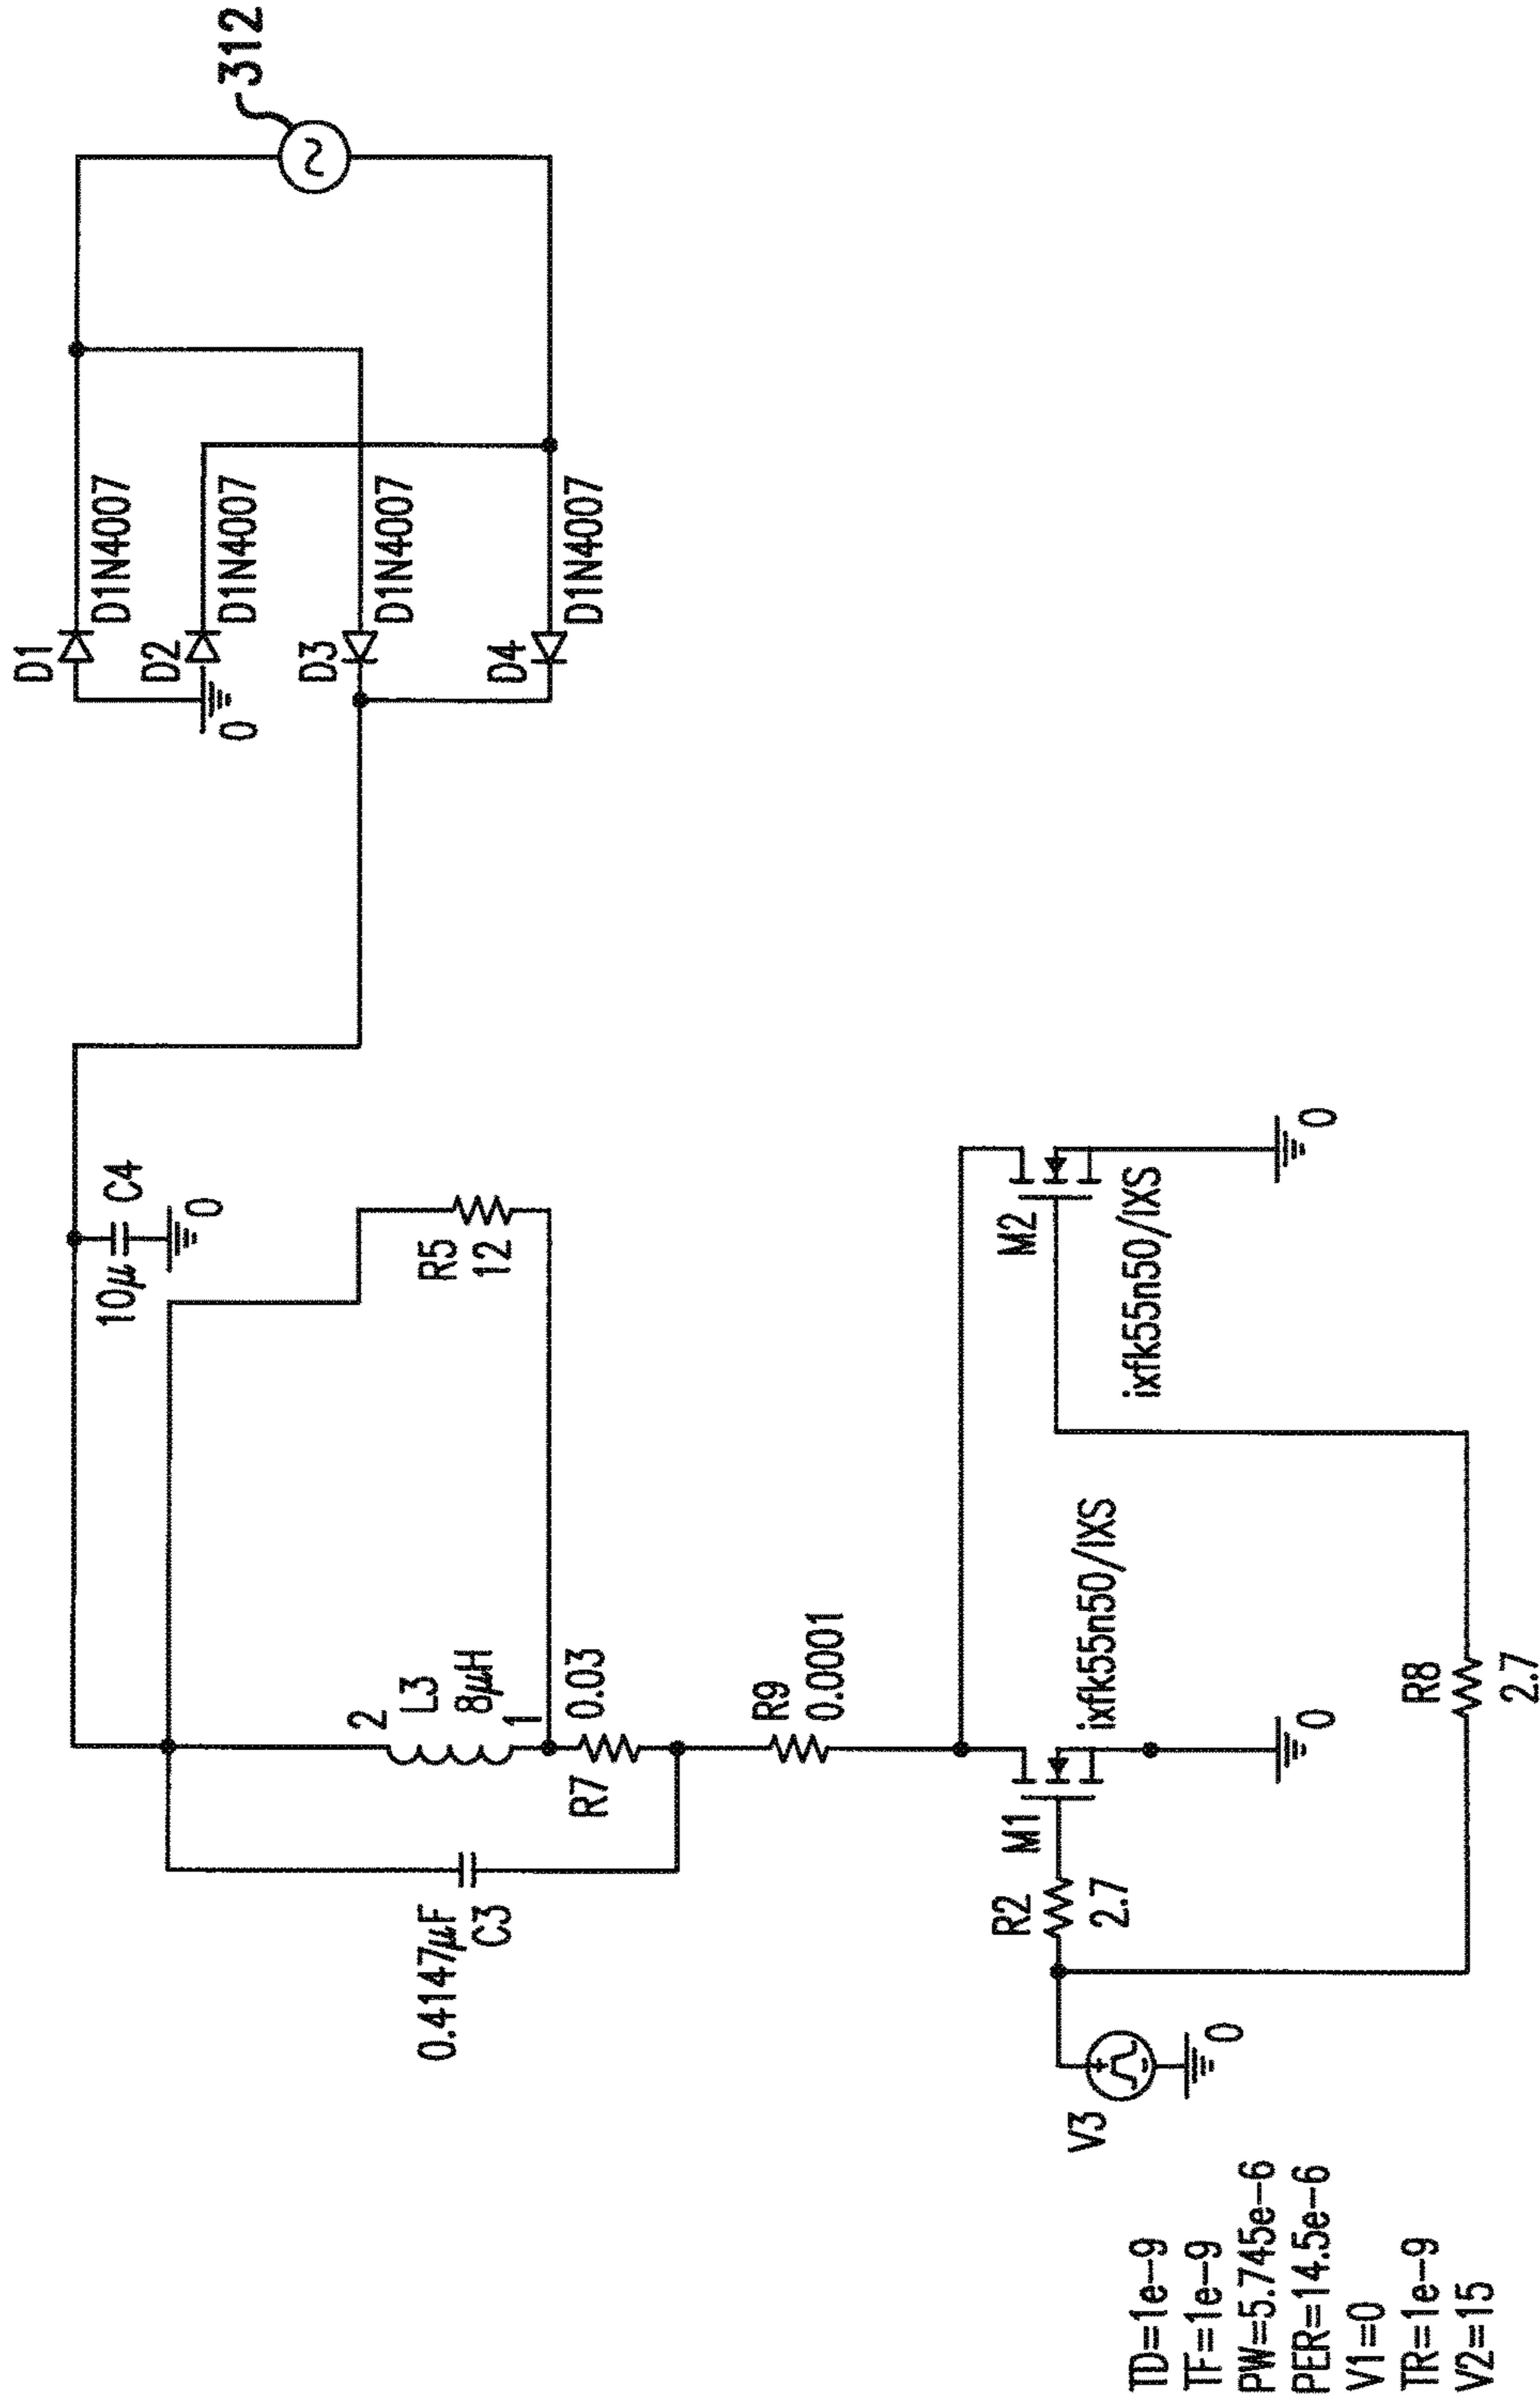 312
D1
D1N4007
D2
D1N4007
0
D3
D1N4007
D4
D1N4007
10μ
C4
0
R5
12
2
L3
8μH
1
0.4147μF
C3
R7
0.03
R9
0.0001
M1
ixfk55n50/IXS
0
M2
ixfk55n50/IXS
0
R2
2.7
R8
2.7
V3
+
-
0
TD=1e-9
TF=1e-9
PW=5.745e-6
PER=14.5e-6
V1=0
TR=1e-9
V2=15